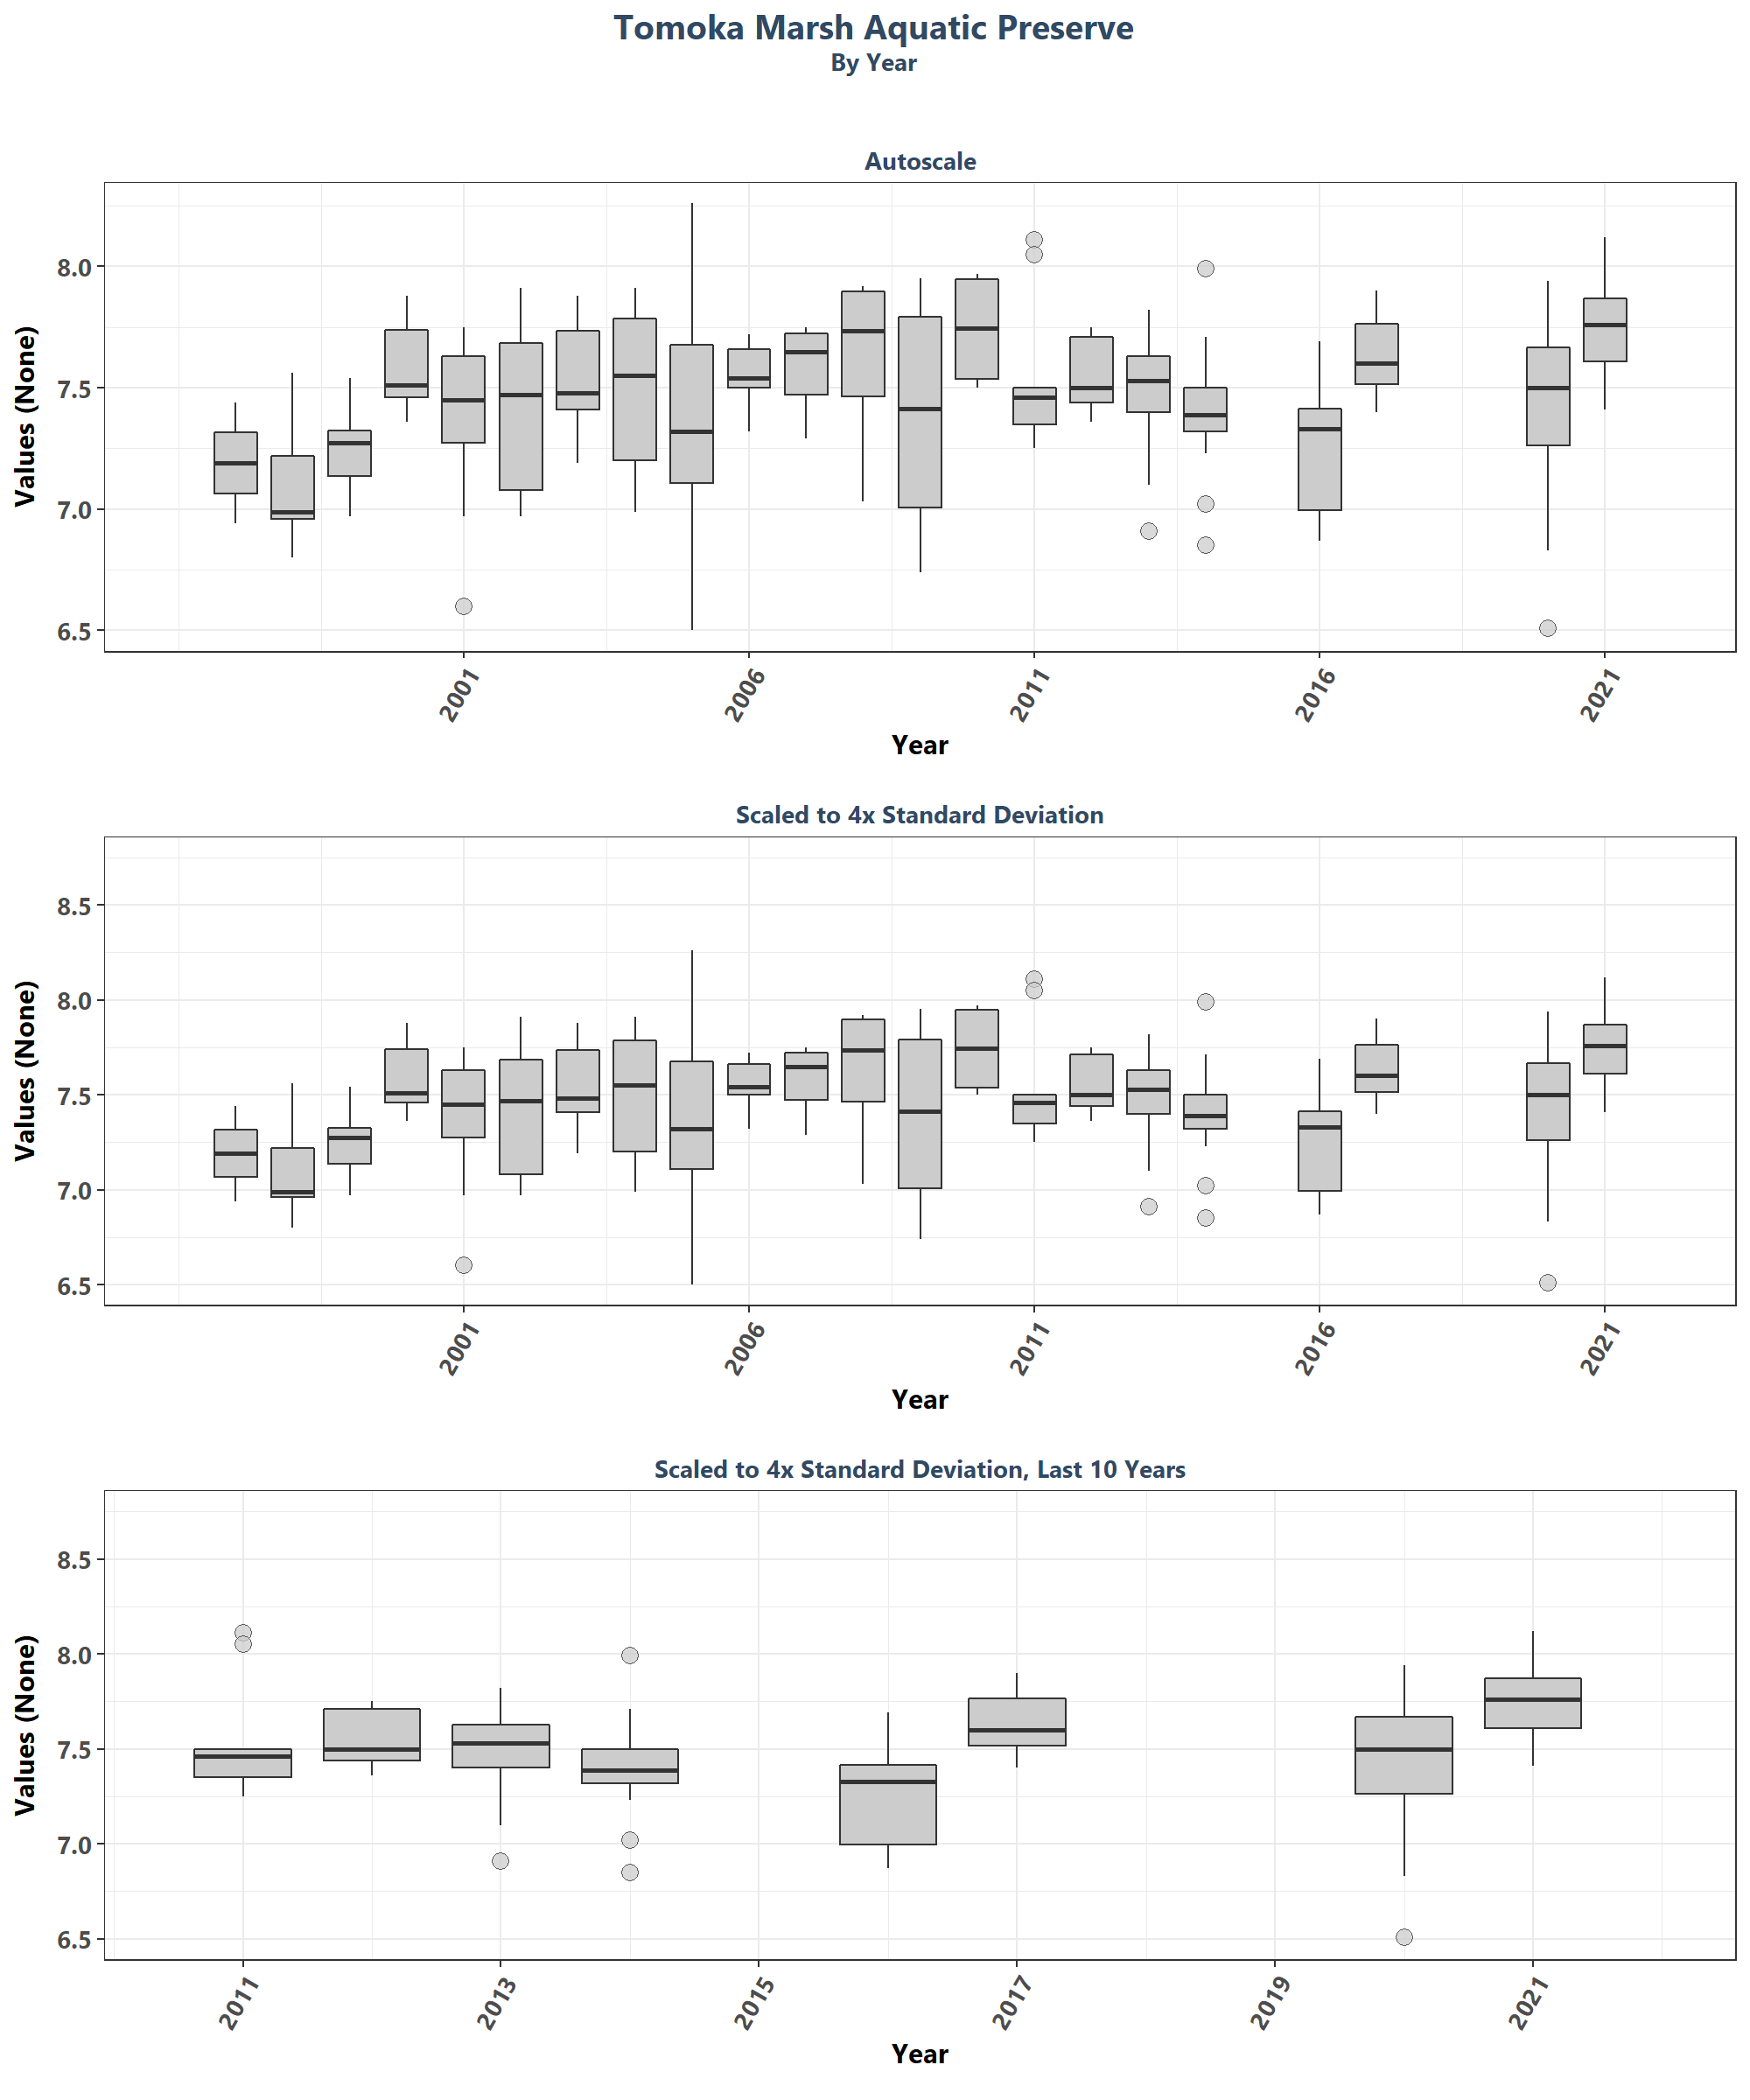 Tomoka Marsh Aquatic Preserve
By Year
Autoscale
Values (None)
8.0
7.5
7.0
6.5
2001
2006
2011
2016
2021
Year
Scaled to 4x Standard Deviation
Values (None)
8.5
8.0
7.5
7.0
6.5
2001
2006
2011
2016
2021
Year
Scaled to 4x Standard Deviation, Last 10 Years
Values (None)
8.5
8.0
7.5
7.0
6.5
2011
2013
2015
2017
2019
2021
Year